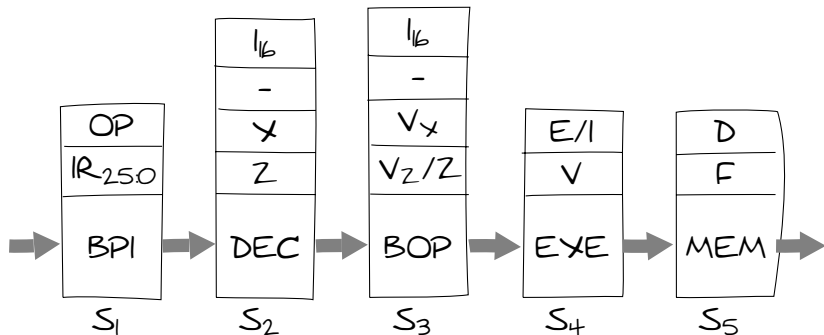 OP
IR25:0
BPI
S1
I16
-
X
Z
DEC
S2
I16
-
VX
VZ/Z
BOP
S3
E/I
V
EXE
S4
D
F
MEM
S5